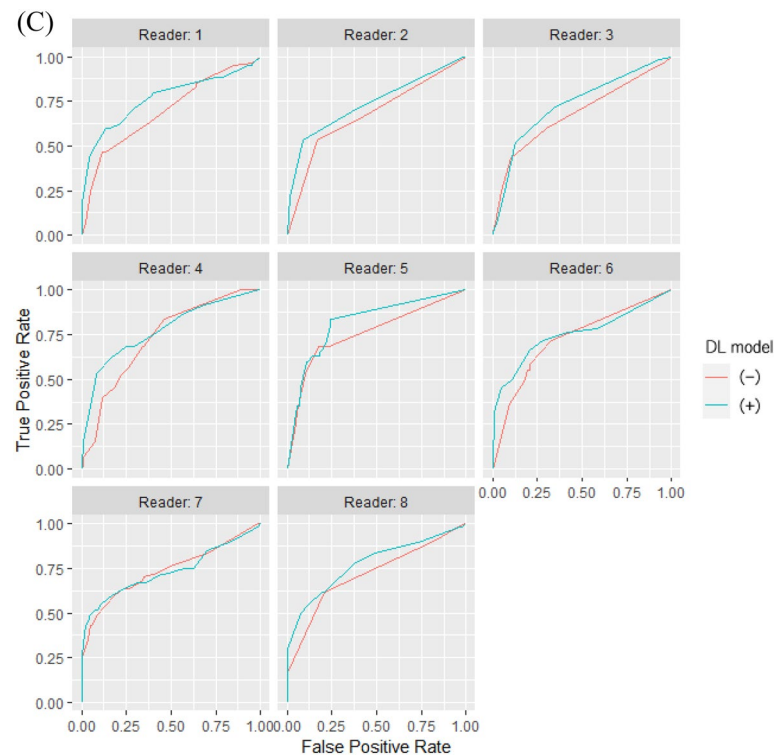 (C)
Reader: 1 Reader: 2 Reader: 3
1.00
0.75
0.50
0.25
0.00
Reader: 4 Reader: 5 Reader: 6
1.00
0.75
0.50
0.25
0.00
True Positive Rate
0.00 0.25 0.50 0.75 1.00
DL model
(−)
(+)
Reader: 7 Reader: 8
1.00
0.75
0.50
0.25
0.00
0.00 0.25 0.50 0.75 1.00 0.00 0.25 0.50 0.75 1.00
False Positive Rate